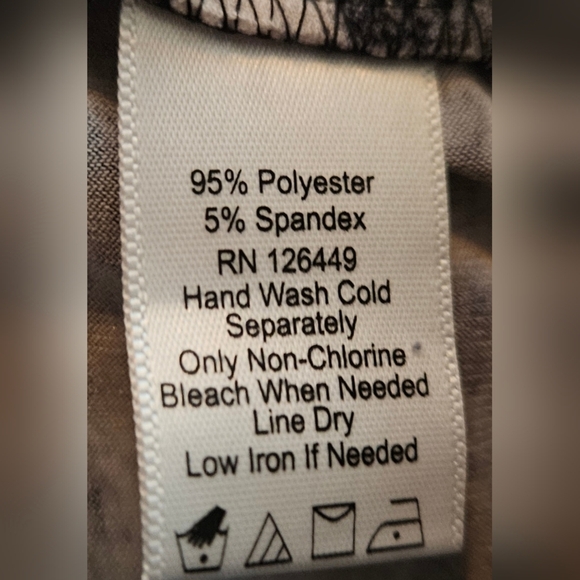 95% Polyester
5% Spandex
RN 126449
Hand Wash Cold
Separately
Only Non-Chlorine
Bleach When Needed
Line Dry
Low Iron If Needed